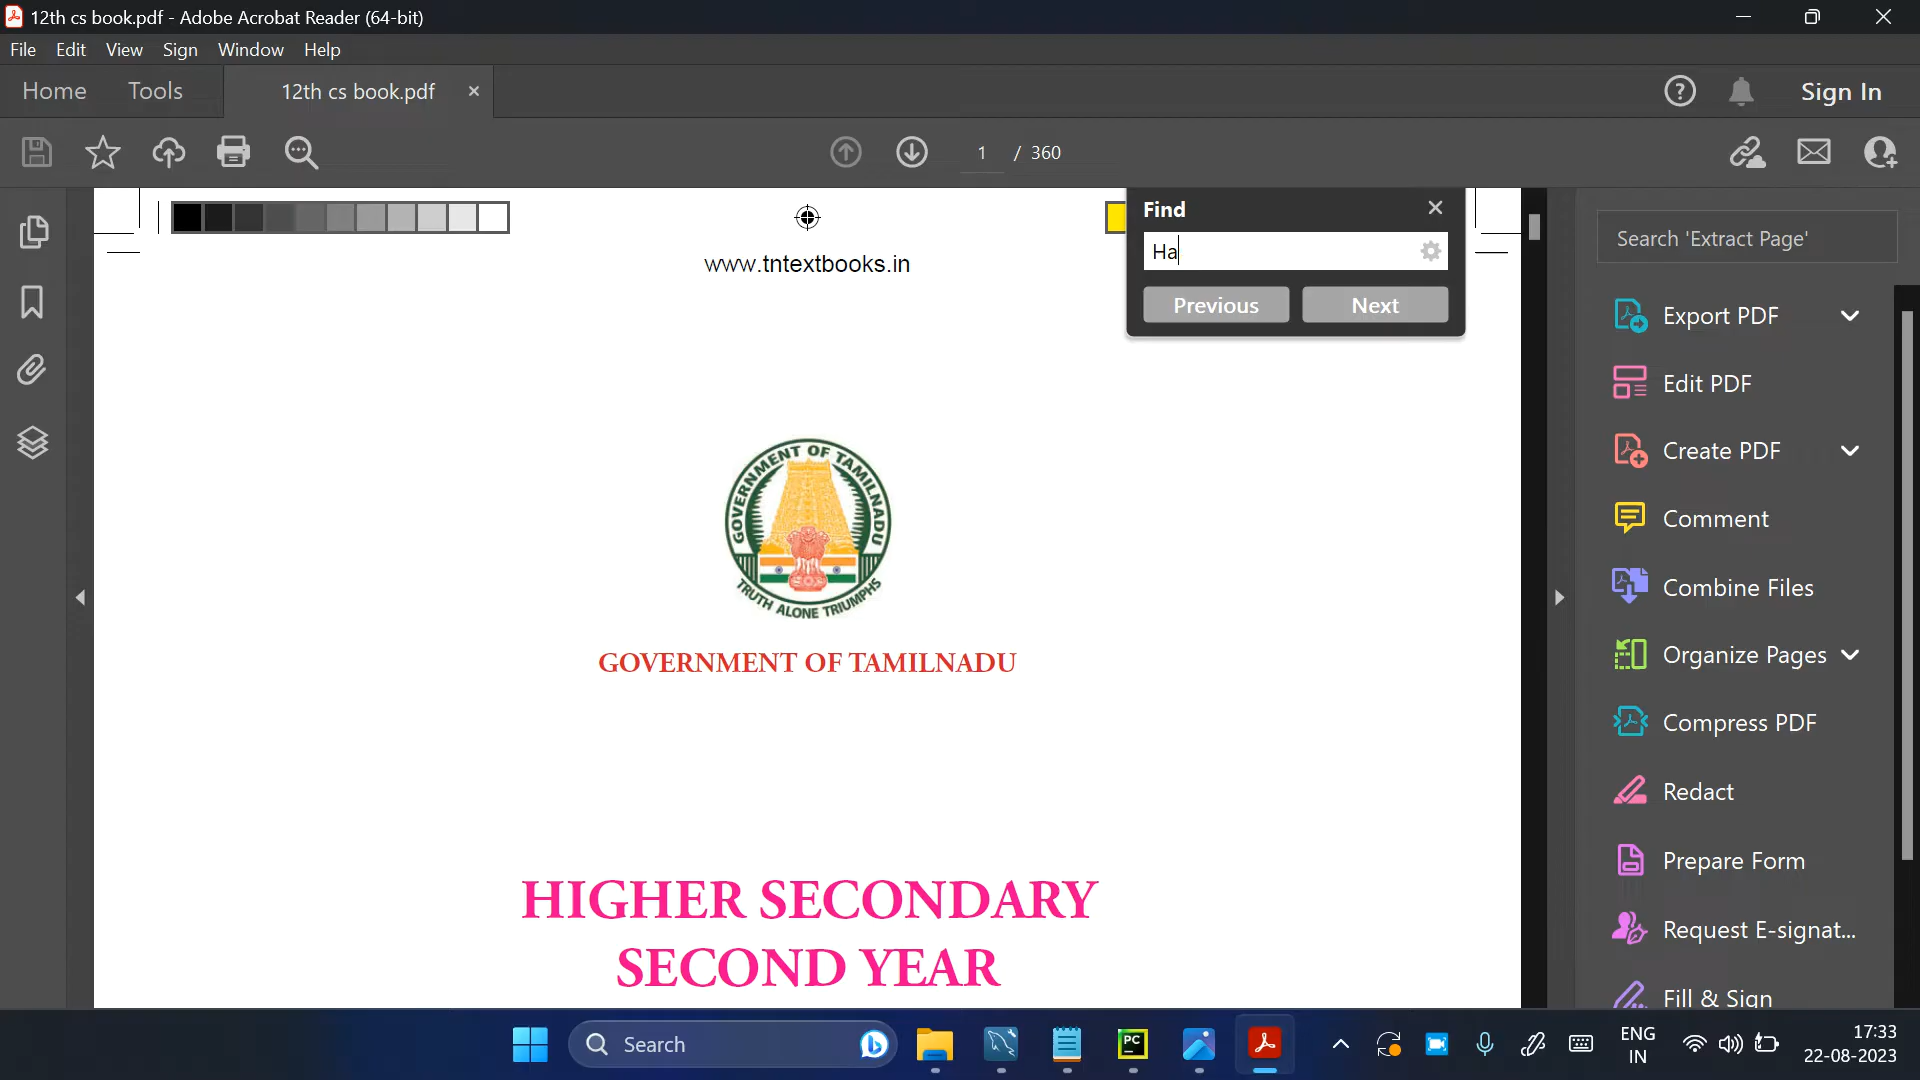 12th cs book.pdf - Adobe Acrobat Reader (64-bit)
File Edit View Sign Window Help
Home Tools 12th cs book.pdf Sign In
1 / 360
www.tntextbooks.in
Find
Ha
Previous Next
GOVERNMENT OF TAMILNADU
TRUTH ALONE TRIUMPHS
GOVERNMENT OF TAMILNADU
HIGHER SECONDARY
SECOND YEAR
Search 'Extract Page'
Export PDF
Edit PDF
Create PDF
Comment
Combine Files
Organize Pages
Compress PDF
Redact
Prepare Form
Request E-signat...
Fill & Sign
Search
PC
ENG
IN
17:33
22-08-2023